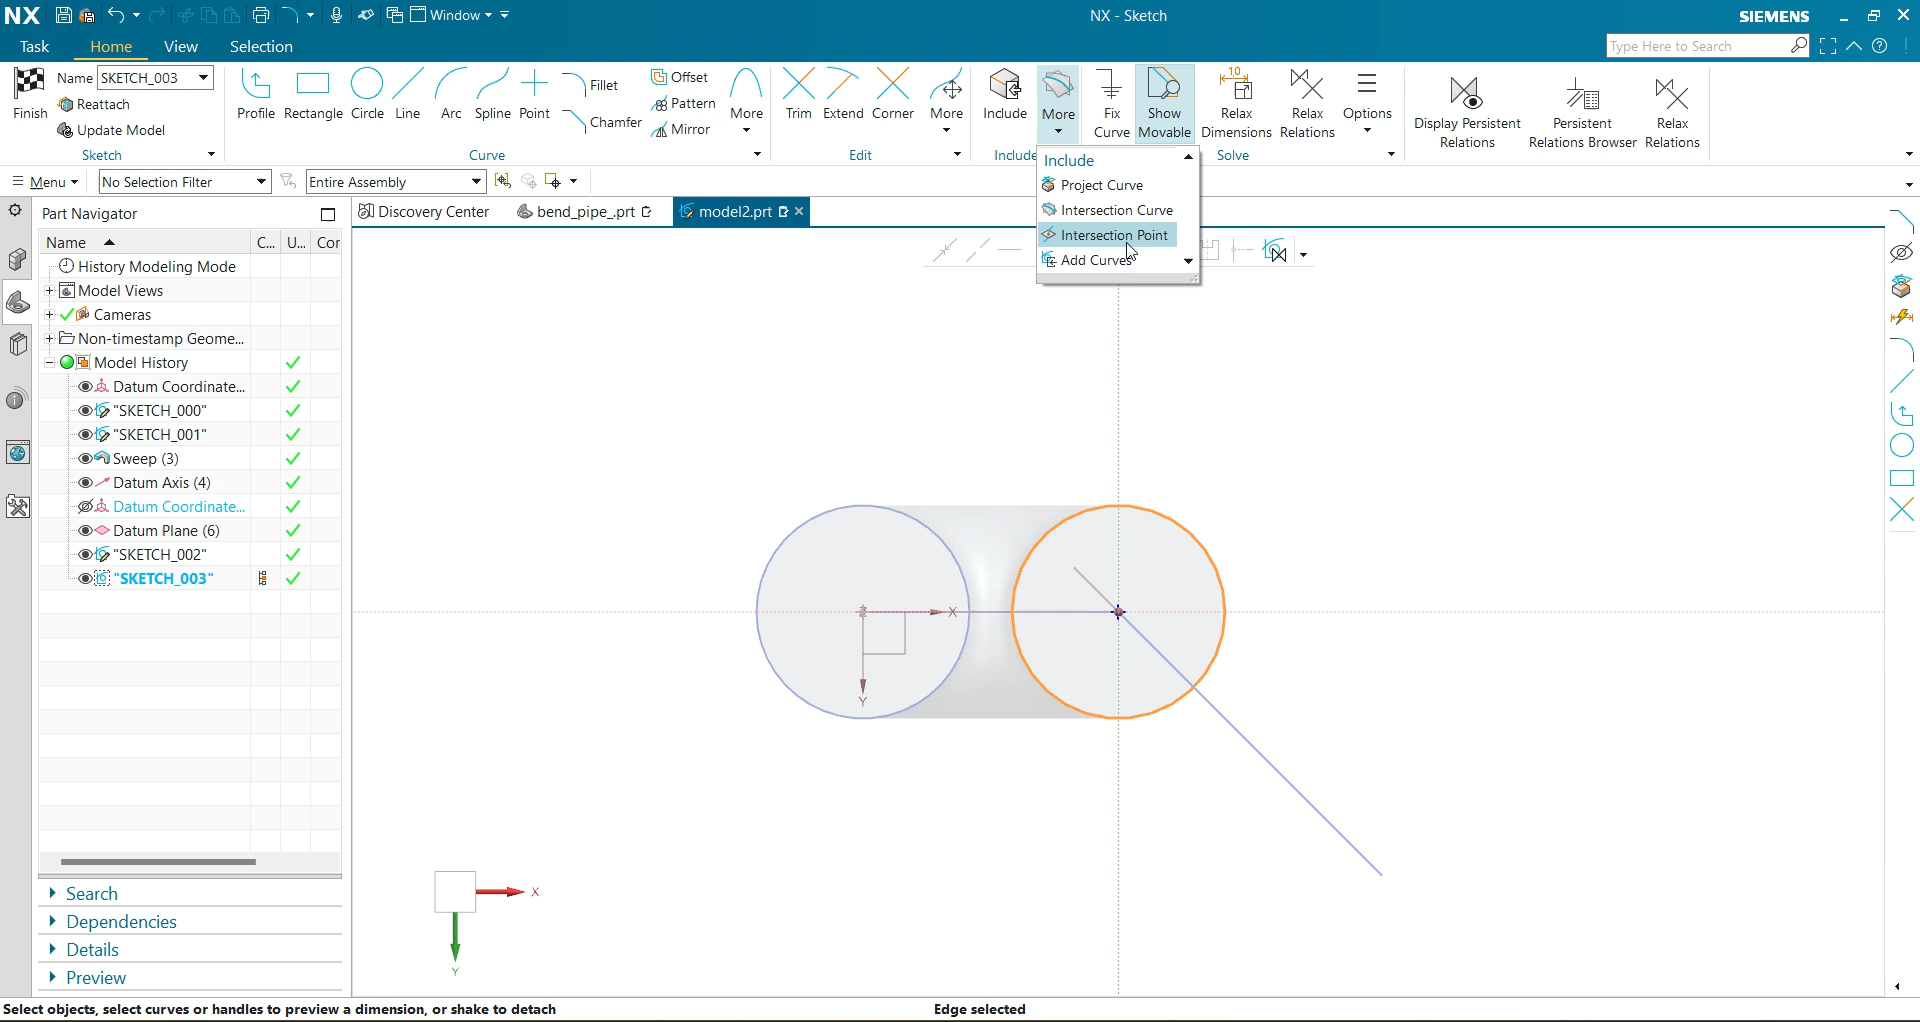 NX
Window
NX - Sketch
SIEMENS
Task
Home
View
Selection
Type Here to Search
Finish
Name SKETCH_003
Reattach
Update Model
Sketch
Profile
Rectangle
Circle
Line
Arc
Spline
Point
Fillet
Chamfer
Offset
Pattern
Mirror
More
Curve
Trim
Extend
Corner
More
Edit
Include
More
Include
Fix
Curve
Show
Movable
Relax
Dimensions
Relax
Relations
Options
Solve
Display Persistent
Relations
Persistent
Relations Browser
Relax
Relations
Menu
No Selection Filter
Entire Assembly
Include
Project Curve
Intersection Curve
Intersection Point
Add Curves
Part Navigator
Discovery Center
bend_pipe_.prt
model2.prt
Name
C...
U...
Cor
History Modeling Mode
Model Views
Cameras
Non-timestamp Geome...
Model History
Datum Coordinate...
"SKETCH_000"
"SKETCH_001"
Sweep (3)
Datum Axis (4)
Datum Coordinate...
Datum Plane (6)
"SKETCH_002"
"SKETCH_003"
X
Y
X
Y
Search
Dependencies
Details
Preview
Select objects, select curves or handles to preview a dimension, or shake to detach
Edge selected